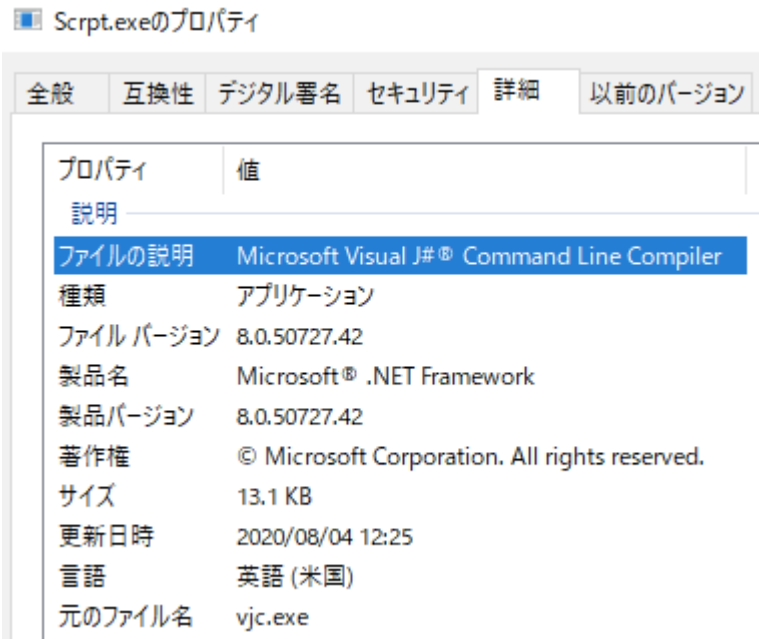 Scrpt.exeのプロパティ
全般 互換性 デジタル署名 セキュリティ 詳細 以前のバージョン
プロパティ 値
説明
ファイルの説明 Microsoft Visual J#® Command Line Compiler
種類 アプリケーション
ファイル バージョン 8.0.50727.42
製品名 Microsoft® .NET Framework
製品バージョン 8.0.50727.42
著作権 © Microsoft Corporation. All rights reserved.
サイズ 13.1 KB
更新日時 2020/08/04 12:25
言語 英語 (米国)
元のファイル名 vjc.exe